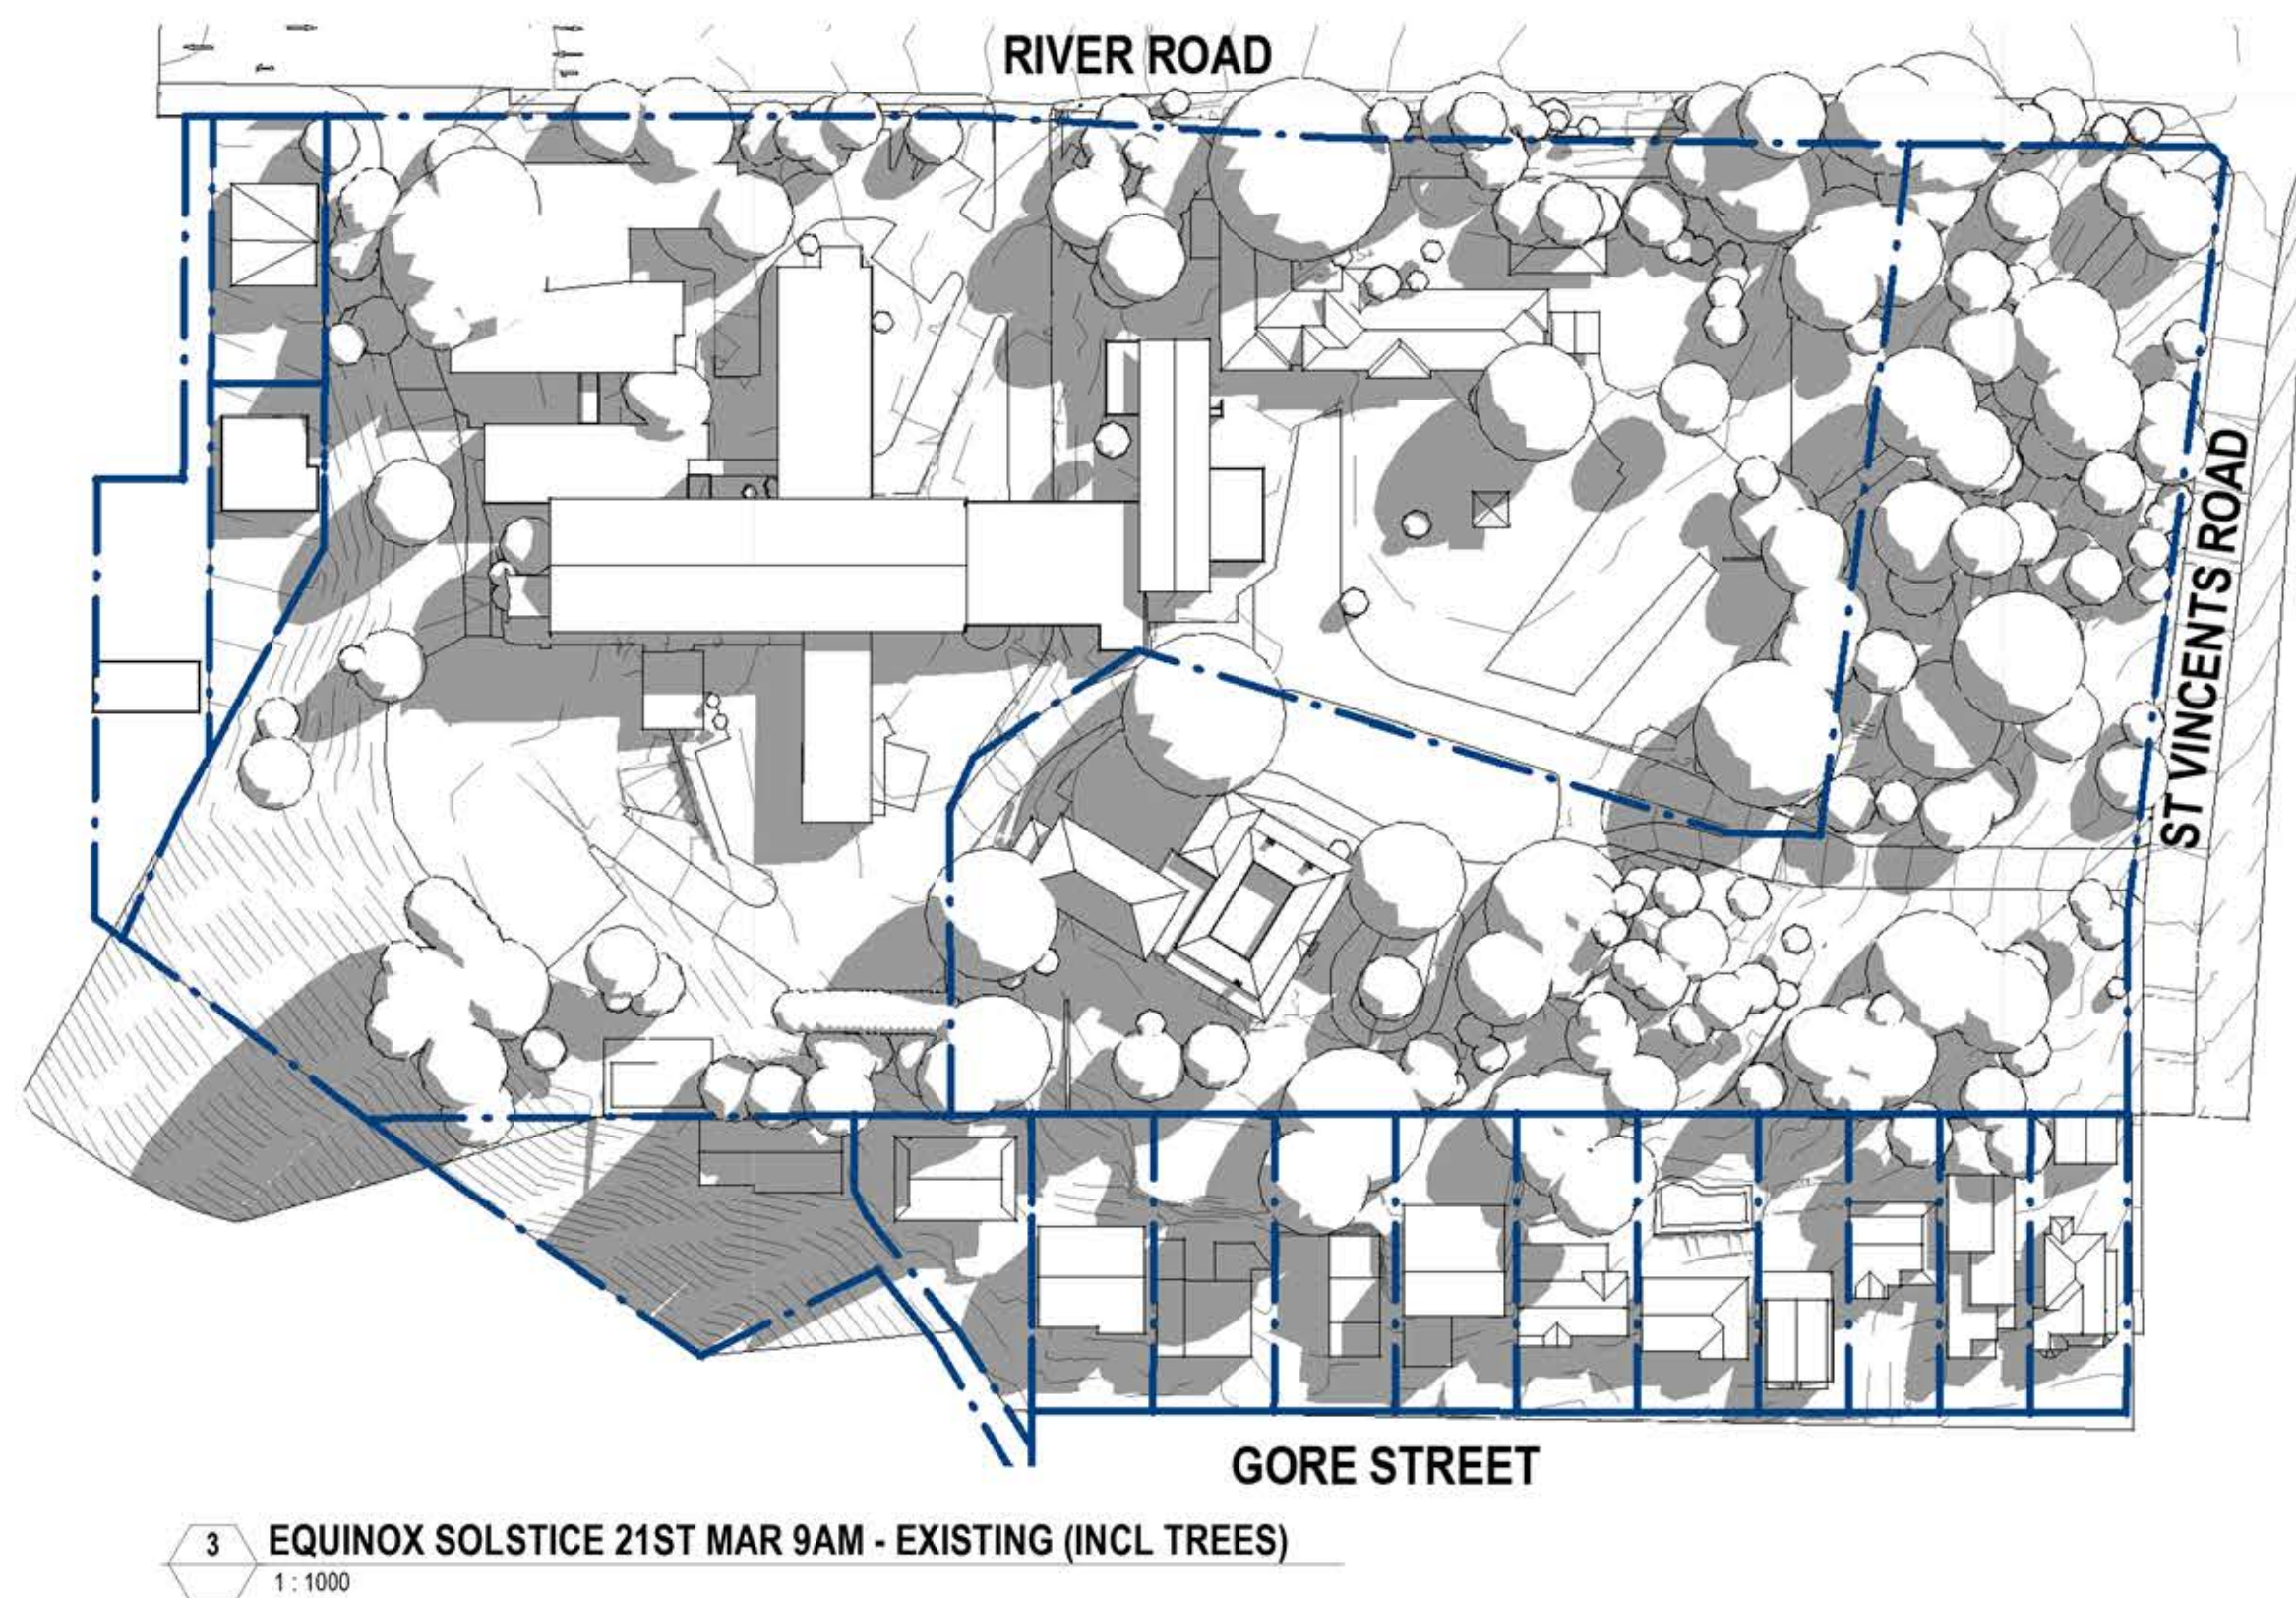 RIVER ROAD
ST VINCENTS ROAD
GORE STREET
3
EQUINOX SOLSTICE 21ST MAR 9AM - EXISTING (INCL TREES)
1 : 1000